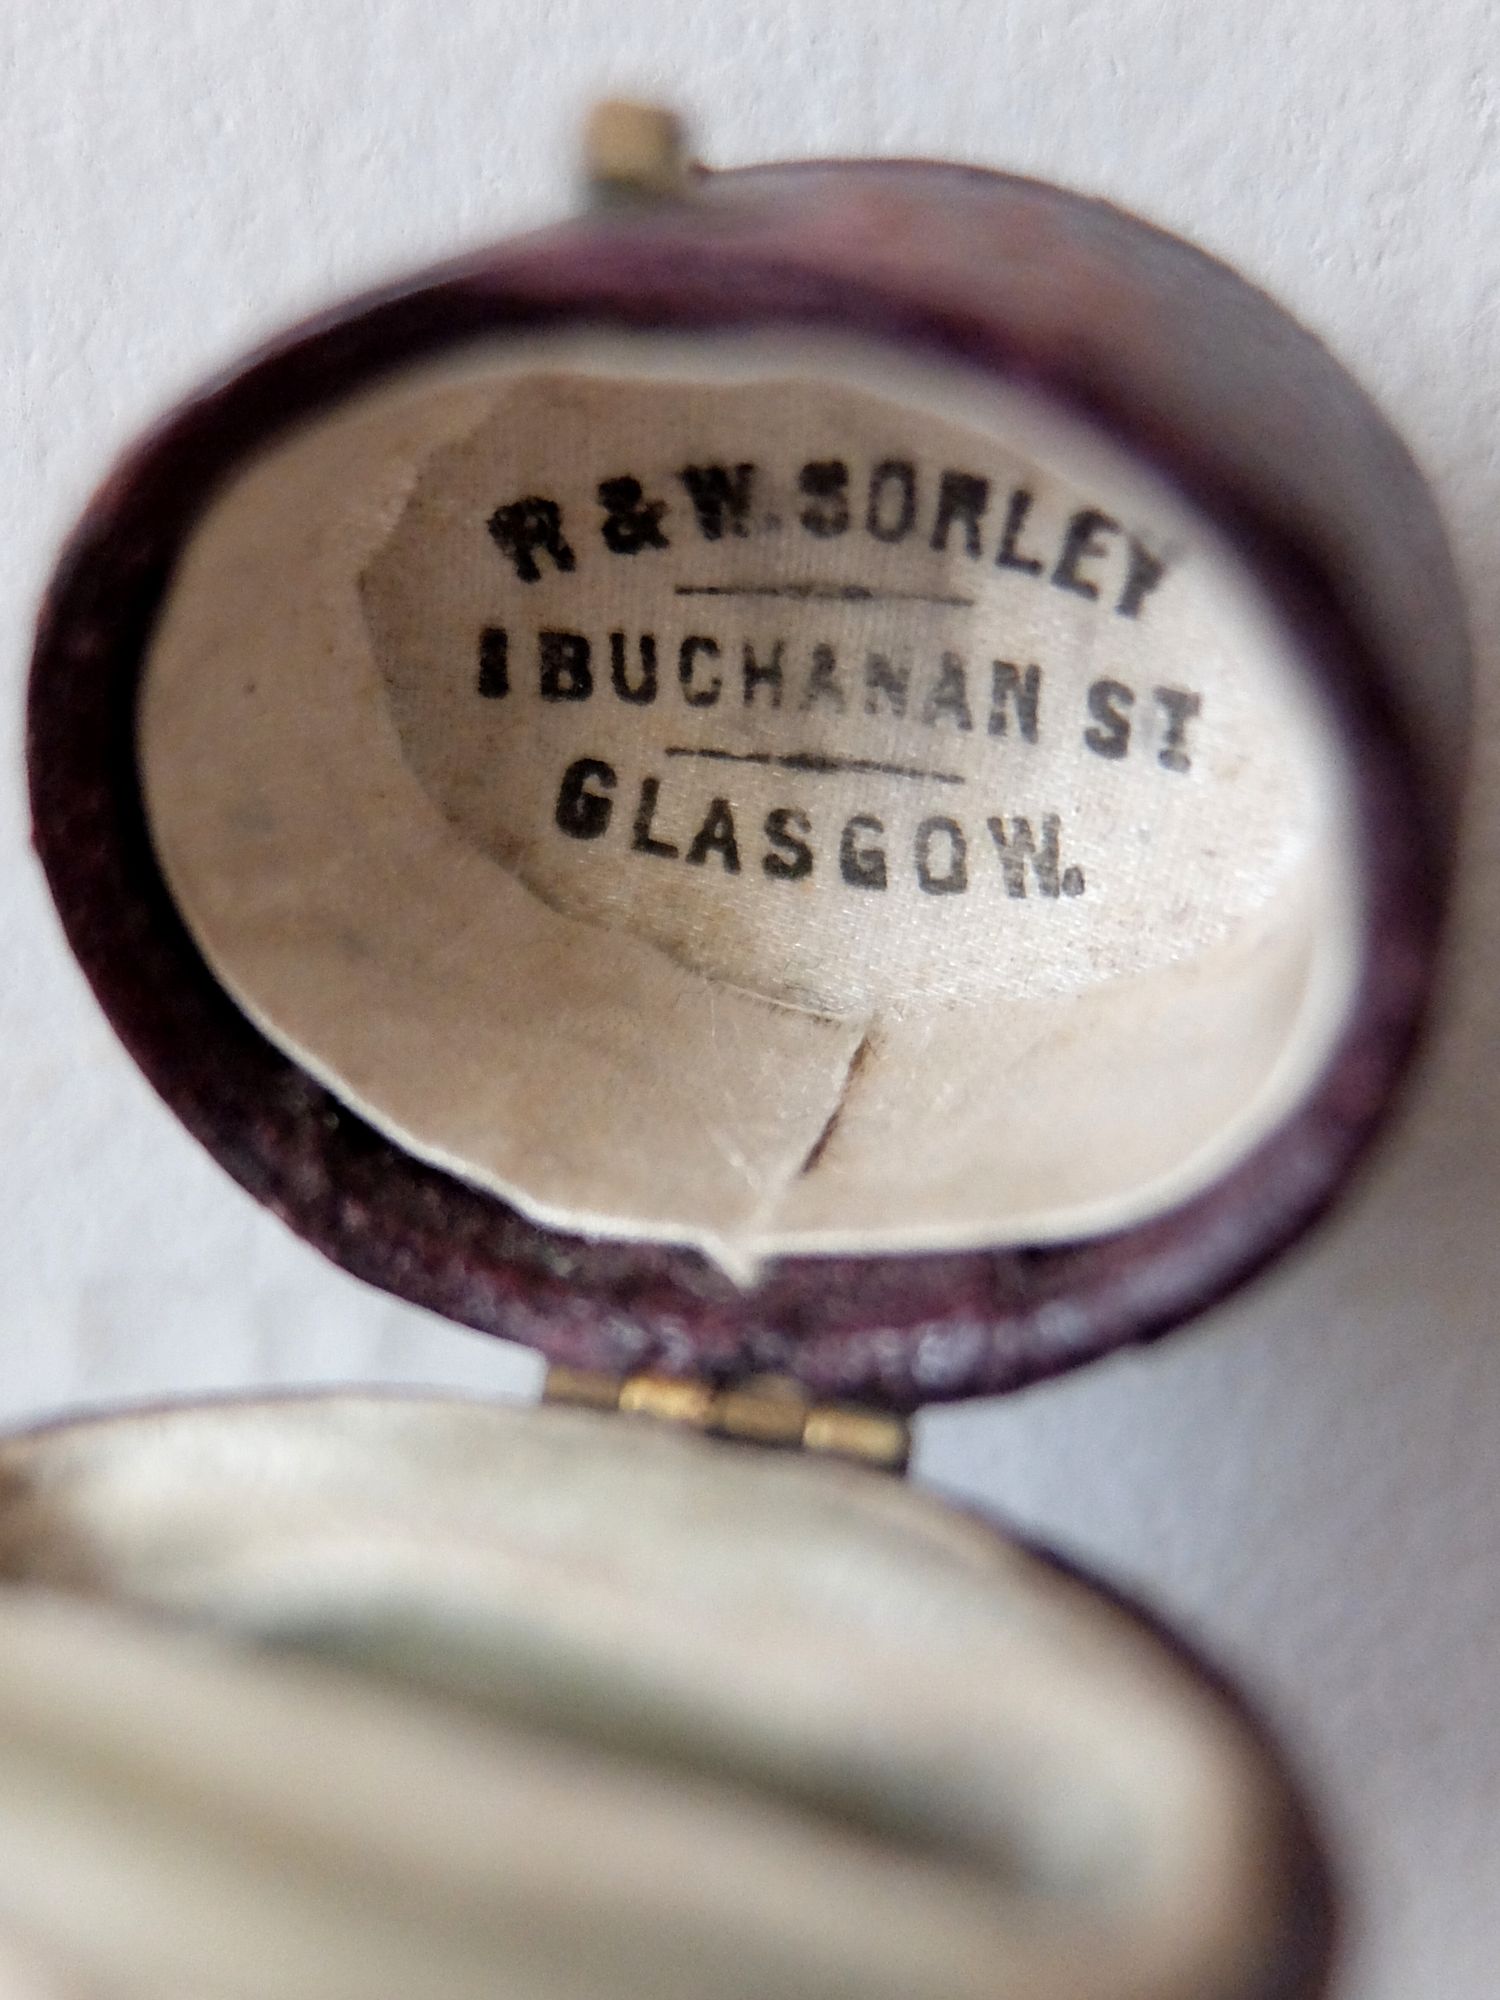 R & W. SORLEY
1 BUCHANAN ST
GLASGOW.